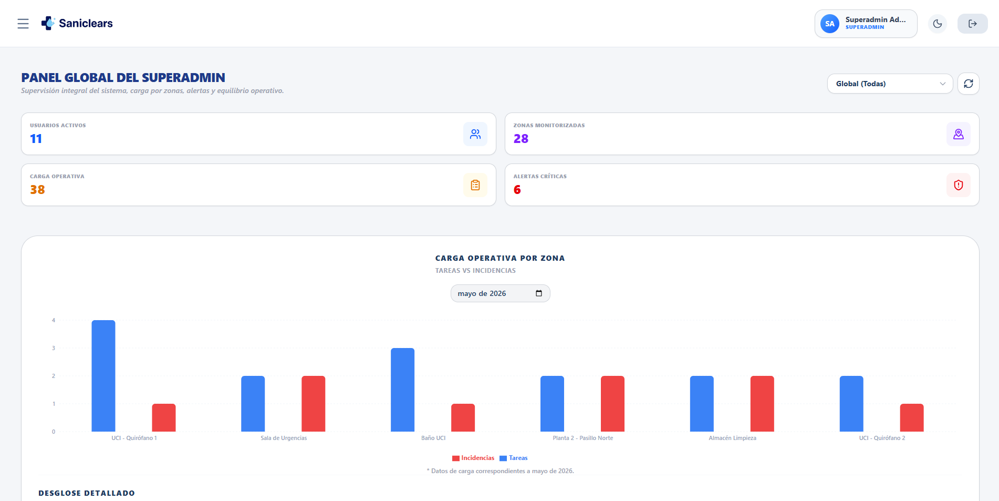 Saniclears
SA
Superadmin Ad...
SUPERADMIN
PANEL GLOBAL DEL SUPERADMIN
Supervisión integral del sistema, carga por zonas, alertas y equilibrio operativo.
Global (Todas)
USUARIOS ACTIVOS
11
ZONAS MONITORIZADAS
28
CARGA OPERATIVA
38
ALERTAS CRÍTICAS
6
CARGA OPERATIVA POR ZONA
TAREAS VS INCIDENCIAS
mayo de 2026
4
3
2
1
0
UCI - Quirófano 1
Sala de Urgencias
Baño UCI
Planta 2 - Pasillo Norte
Almacén Limpieza
UCI - Quirófano 2
Incidencias
Tareas
* Datos de carga correspondientes a mayo de 2026.
DESGLOSE DETALLADO